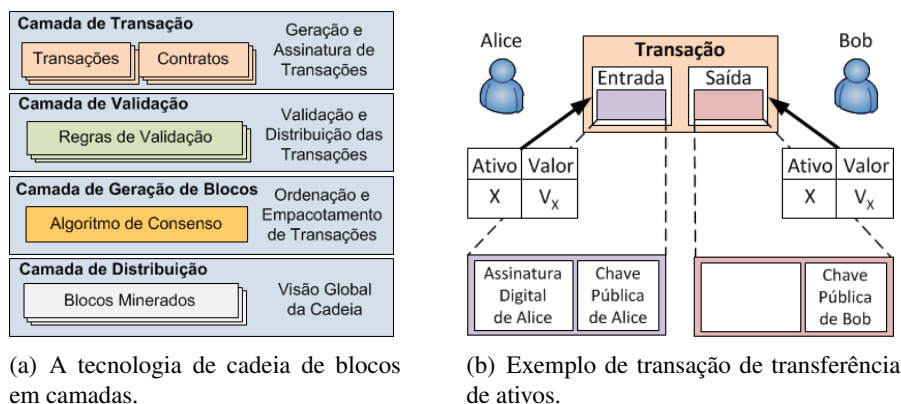 Camada de Transação
Transações
Contratos
Geração e
Assinatura de
Transações
Camada de Validação
Regras de Validação
Validação e
Distribuição das
Transações
Camada de Geração de Blocos
Algoritmo de Consenso
Ordenação e
Empacotamento
de Transações
Camada de Distribuição
Blocos Minerados
Visão Global
da Cadeia
(a) A tecnologia de cadeia de blocos
em camadas.
Alice
Transação
Entrada
Saída
Bob
Ativo Valor
X Vx
Ativo Valor
X Vx
Assinatura
Digital
de Alice
Chave
Pública
de Alice
Chave
Pública
de Bob
(b) Exemplo de transação de transferência
de ativos.